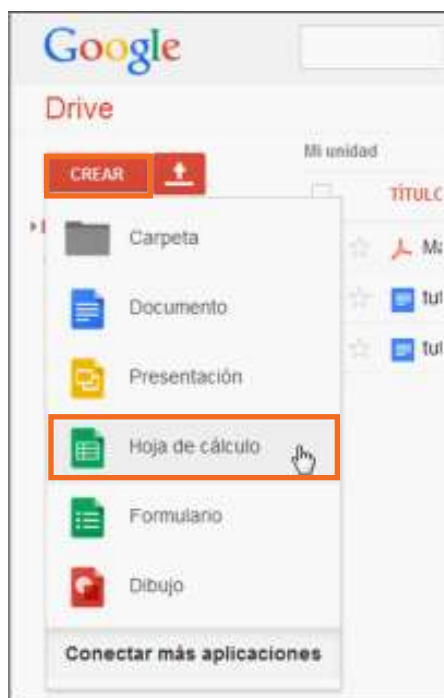 Google
Drive
CREAR
Mi unidad
TÍTULO
Carpeta
Documento
Presentación
Hoja de cálculo
Formulario
Dibujo
Conectar más aplicaciones